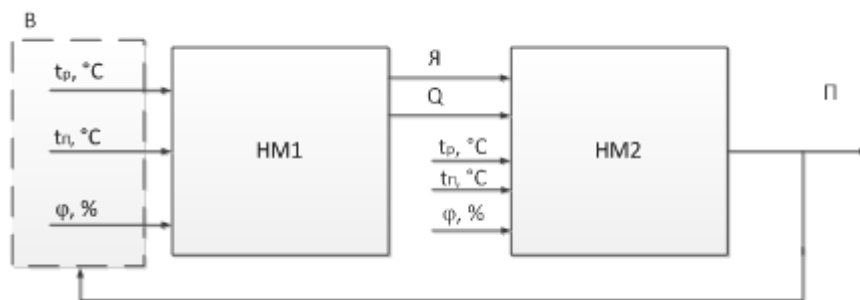 В
tр, °C
tп, °C
φ, %
НМ1
Я
Q
tр, °C
tп, °C
φ, %
НМ2
П